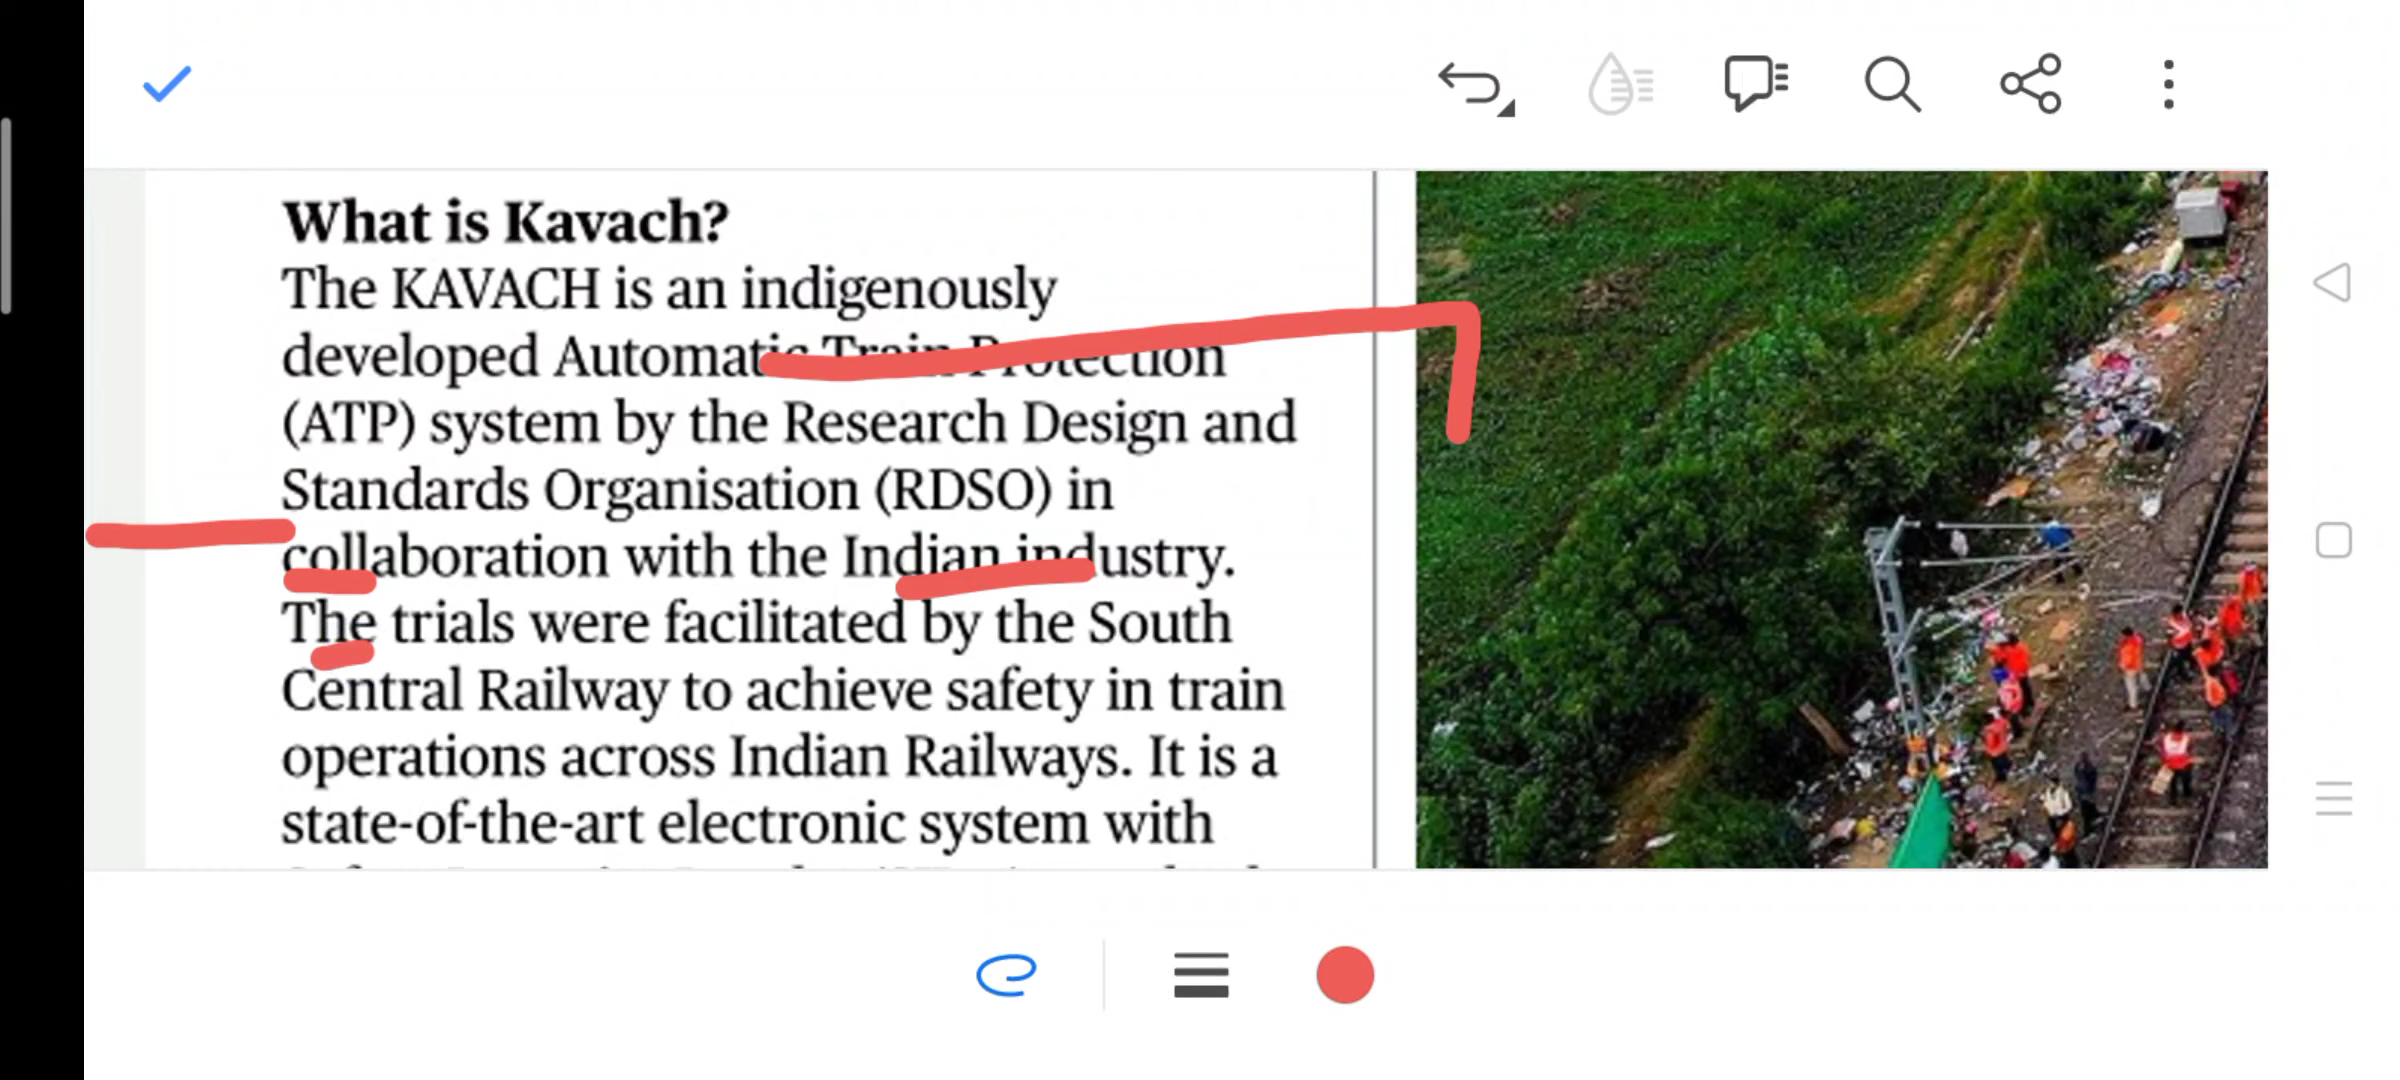 What is Kavach?
The KAVACH is an indigenously
developed Automatic Train Protection
(ATP) system by the Research Design and
Standards Organisation (RDSO) in
collaboration with the Indian industry.
The trials were facilitated by the South
Central Railway to achieve safety in train
operations across Indian Railways. It is a
state-of-the-art electronic system with